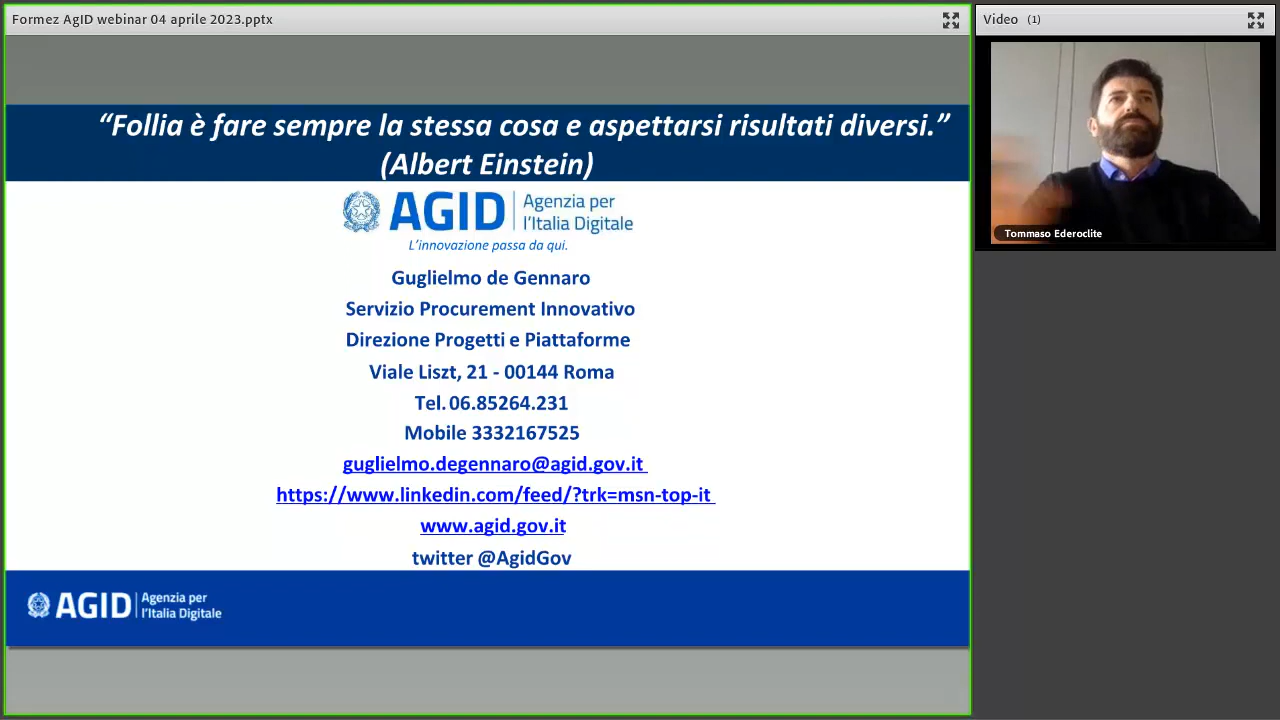 Formez AgID webinar 04 aprile 2023.pptx
Video (1)
“Follia è fare sempre la stessa cosa e aspettarsi risultati diversi.”
(Albert Einstein)
AGID Agenzia per
l’Italia Digitale
L’innovazione passa da qui.
Guglielmo de Gennaro
Servizio Procurement Innovativo
Direzione Progetti e Piattaforme
Viale Liszt, 21 - 00144 Roma
Tel. 06.85264.231
Mobile 3332167525
guglielmo.degennaro@agid.gov.it
https://www.linkedin.com/feed/?trk=msn-top-it
www.agid.gov.it
twitter @AgidGov
AGID Agenzia per
l’Italia Digitale
Tommaso Ederoclite